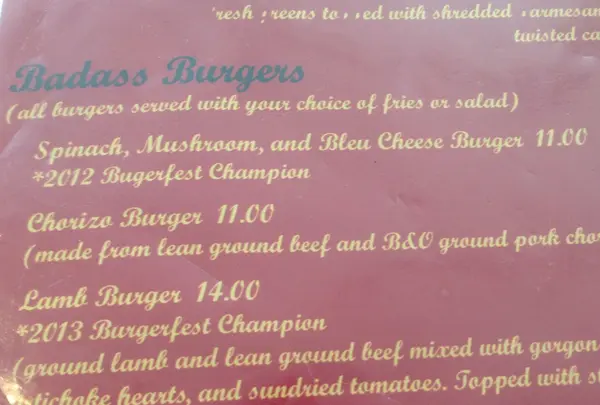 greens to with shredded
twisted
Badass Burgers
(all burgers served with your choice of fries or salad)
Spinach, Mushroom, and Bleu Cheese Burger 11.00
*2012 Bugerfest Champion
Chorizo Burger 11.00
(made from lean ground beef and B&O ground pork
Lamb Burger 14.00
*2013 Burgerfest Champion
(ground lamb and lean ground beef mixed with
hearts, and sundried tomatoes. Topped with